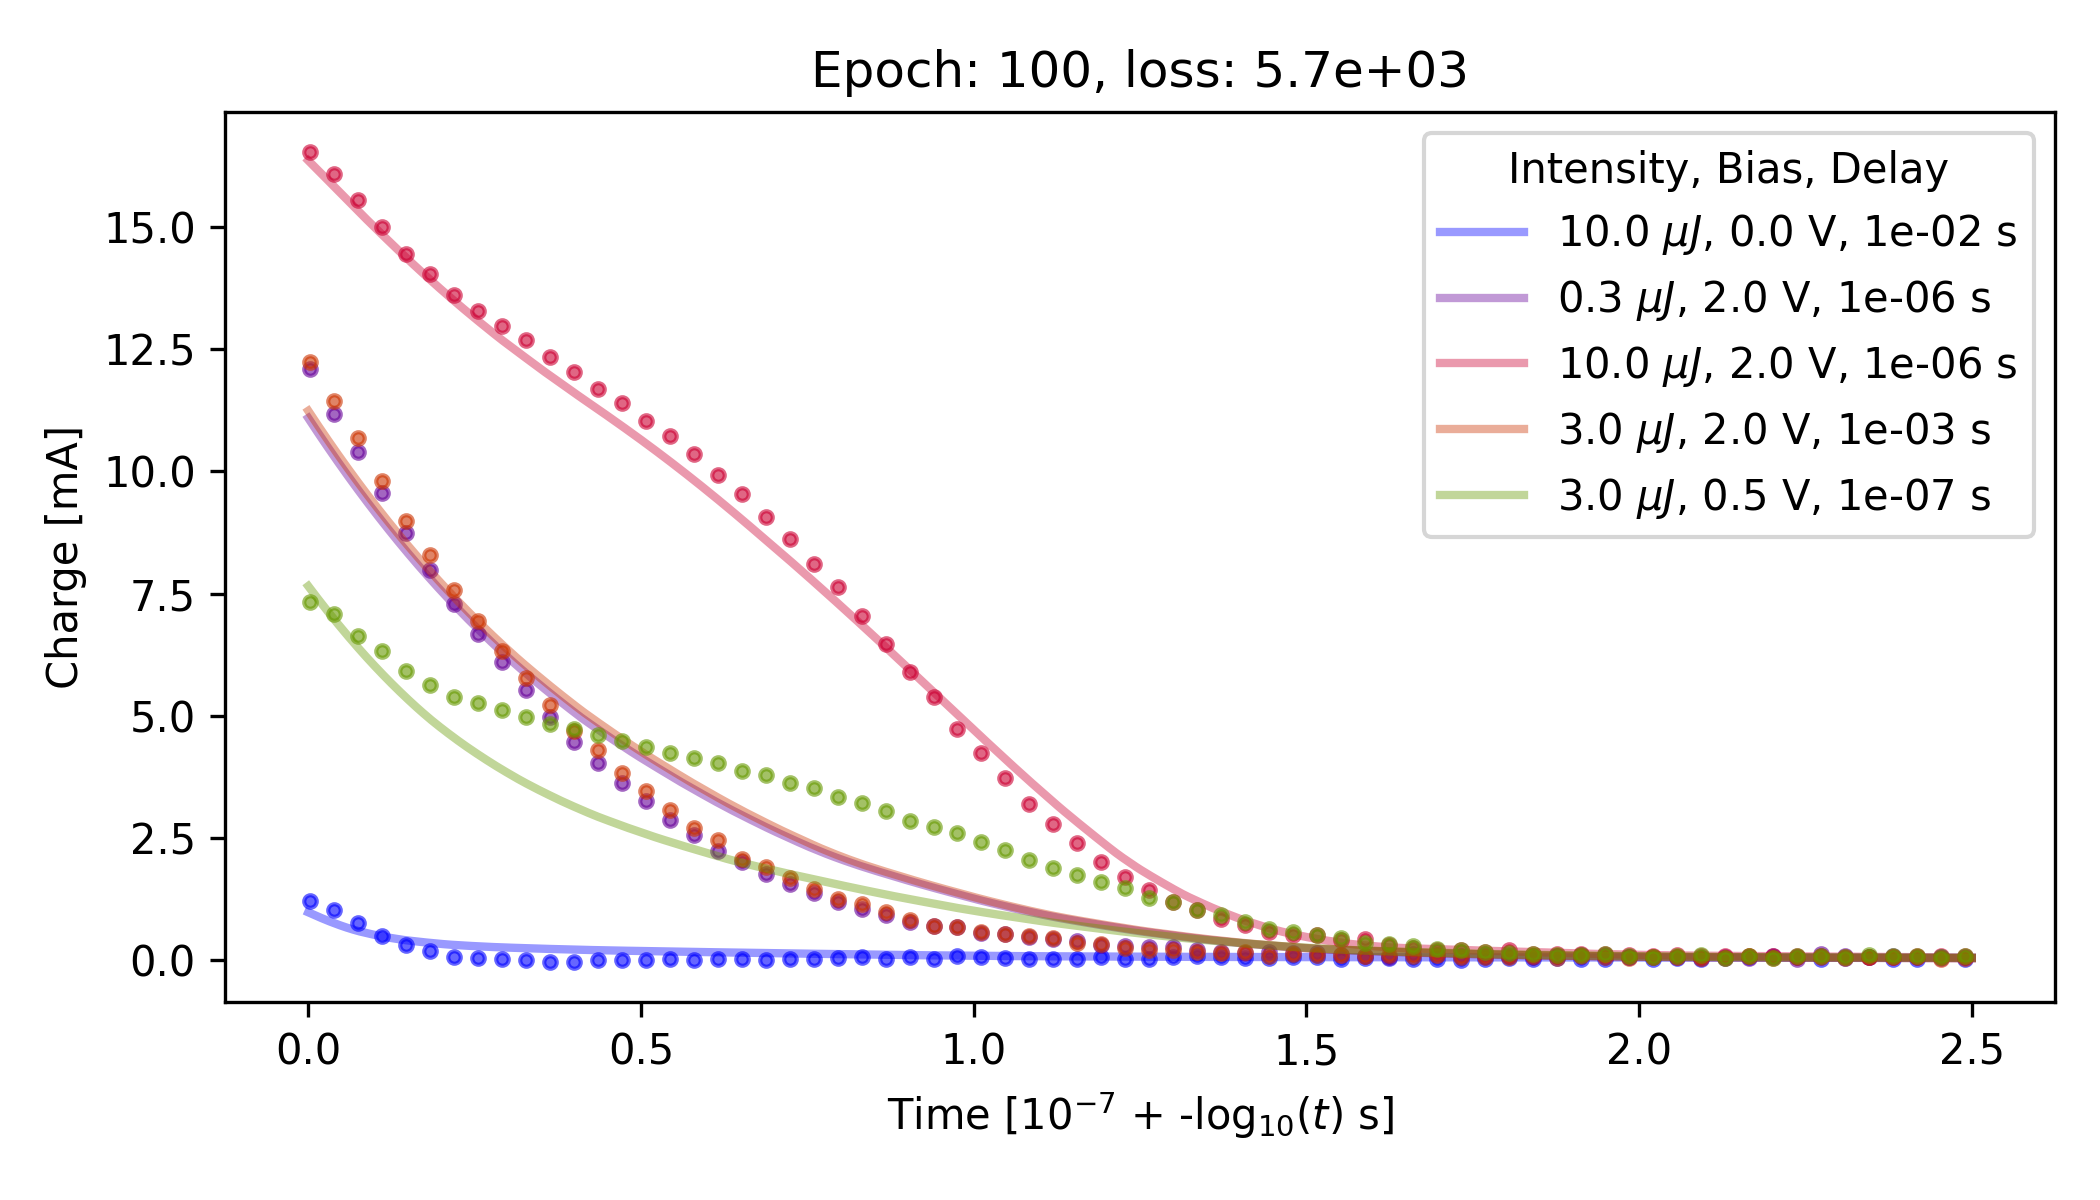 Epoch: 100, loss: 5.7e+03
Charge [mA]
15.0
12.5
10.0
7.5
5.0
2.5
0.0
Intensity, Bias, Delay
10.0 μJ, 0.0 V, 1e-02 s
0.3 μJ, 2.0 V, 1e-06 s
10.0 μJ, 2.0 V, 1e-06 s
3.0 μJ, 2.0 V, 1e-03 s
3.0 μJ, 0.5 V, 1e-07 s
0.0 0.5 1.0 1.5 2.0 2.5
Time [10⁻⁷ + -log₁₀(t) s]